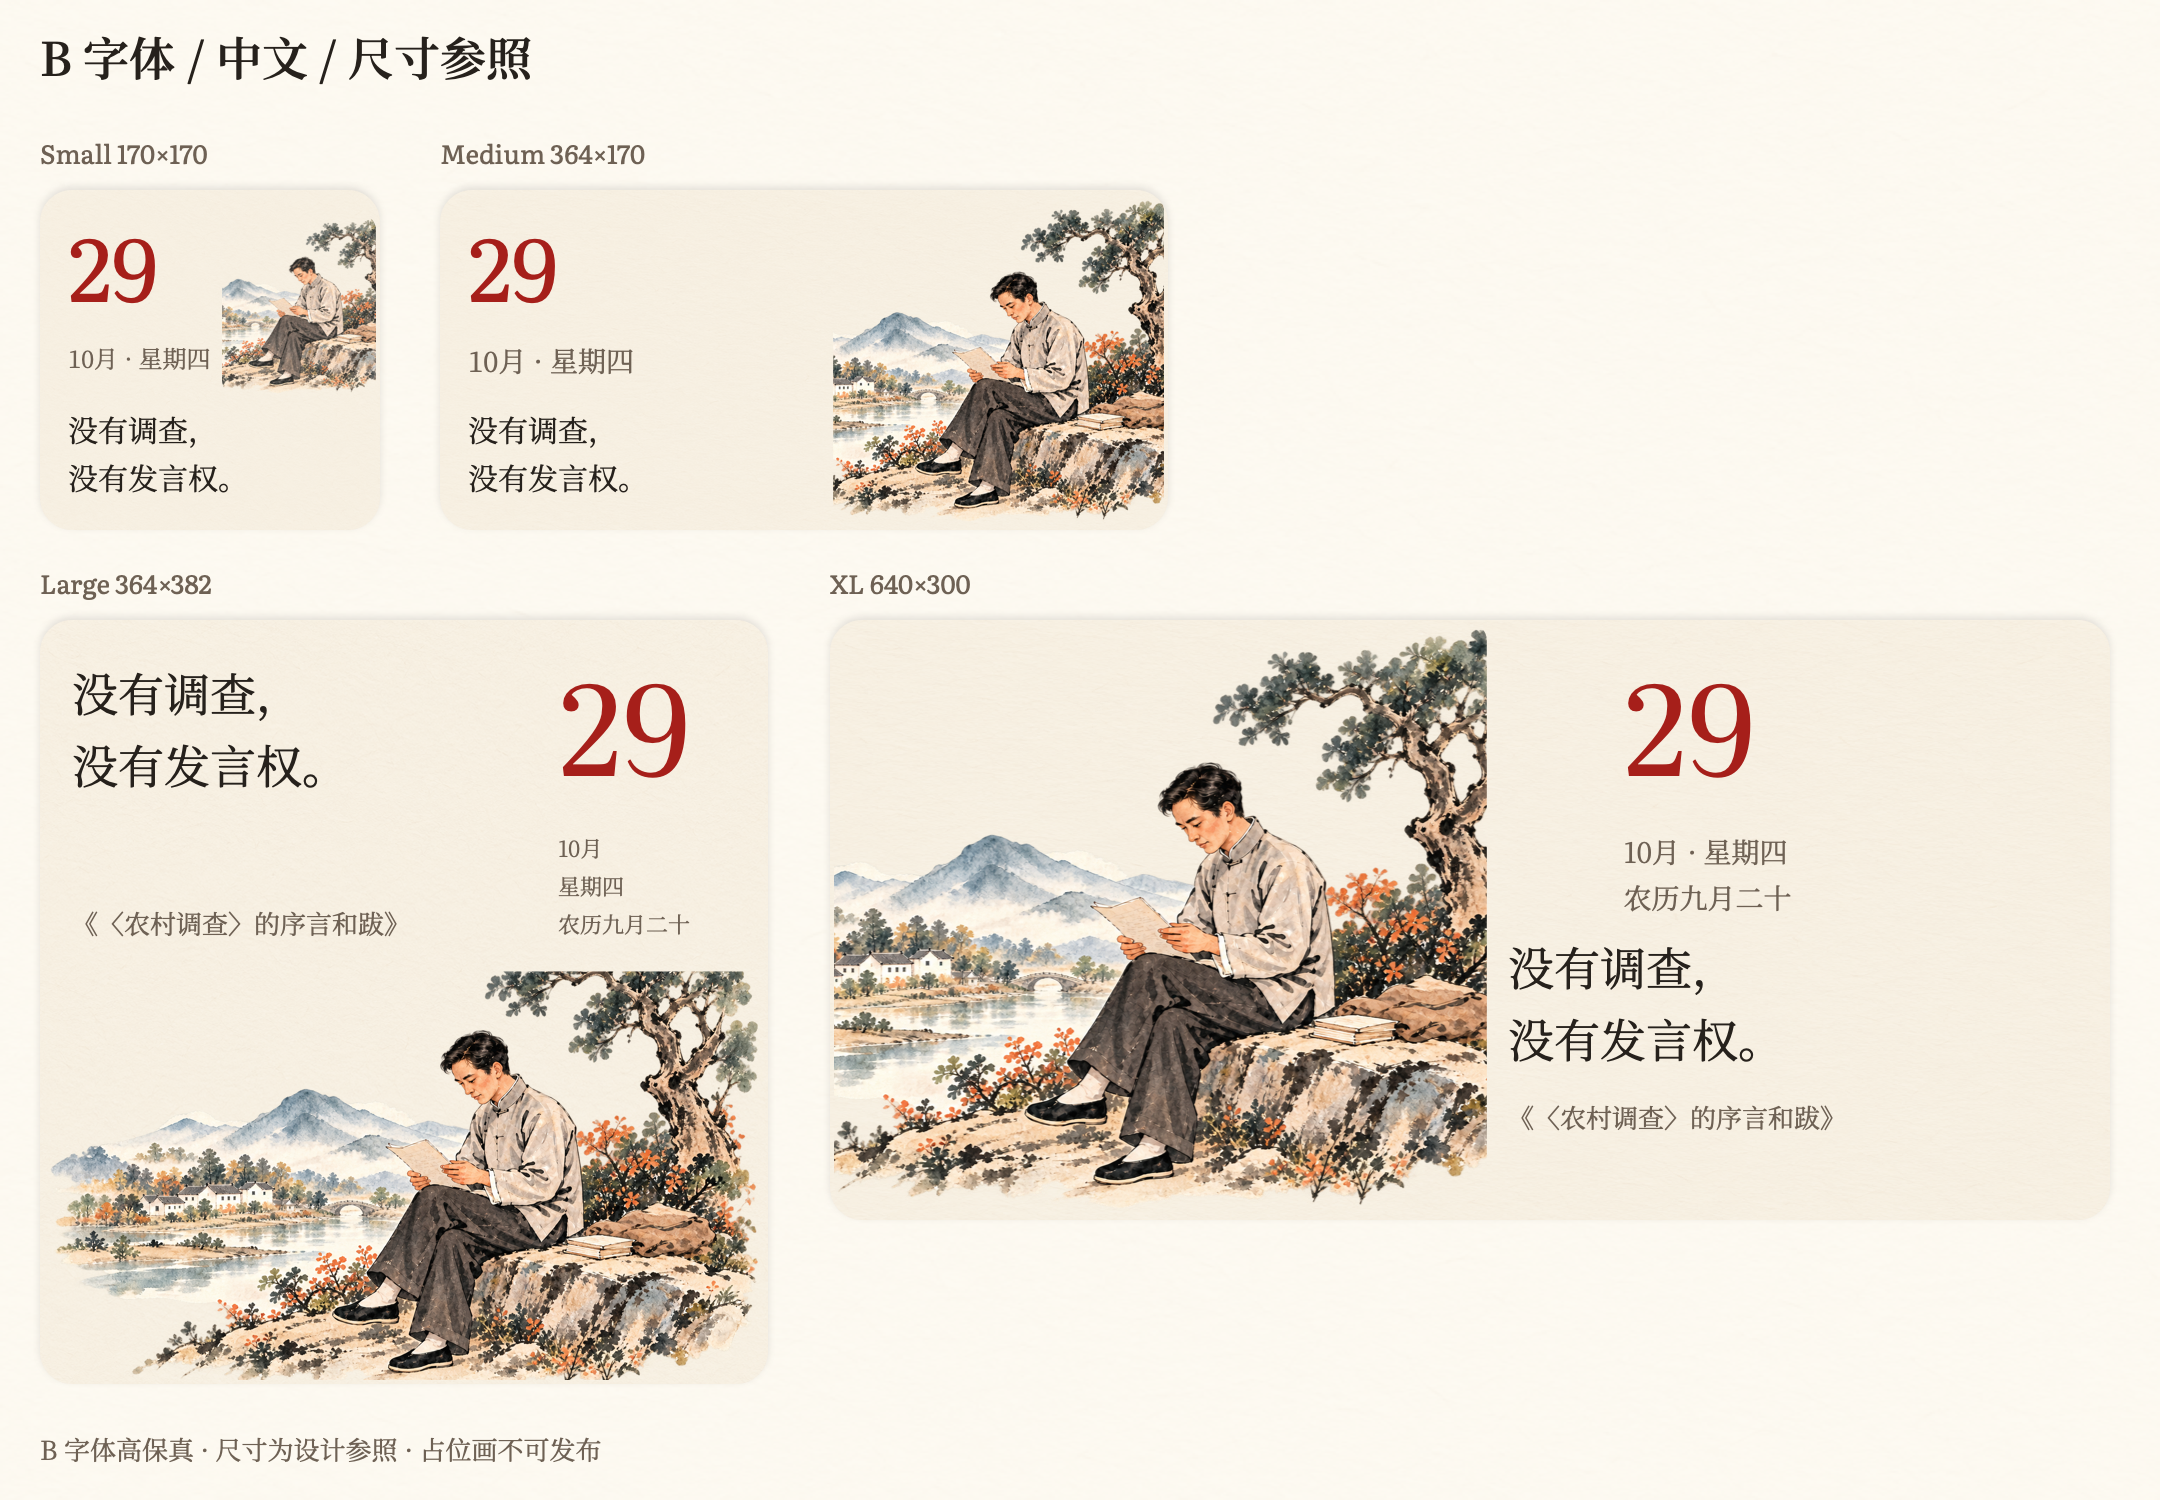 B 字体 / 中文 / 尺寸参照
Small 170×170
29
10月 · 星期四
没有调查，
没有发言权。
Medium 364×170
29
10月 · 星期四
没有调查，
没有发言权。
Large 364×382
没有调查，
没有发言权。
《〈农村调查〉的序言和跋》
29
10月
星期四
农历九月二十
XL 640×300
29
10月 · 星期四
农历九月二十
没有调查，
没有发言权。
《〈农村调查〉的序言和跋》
B 字体高保真 · 尺寸为设计参照 · 占位画不可发布